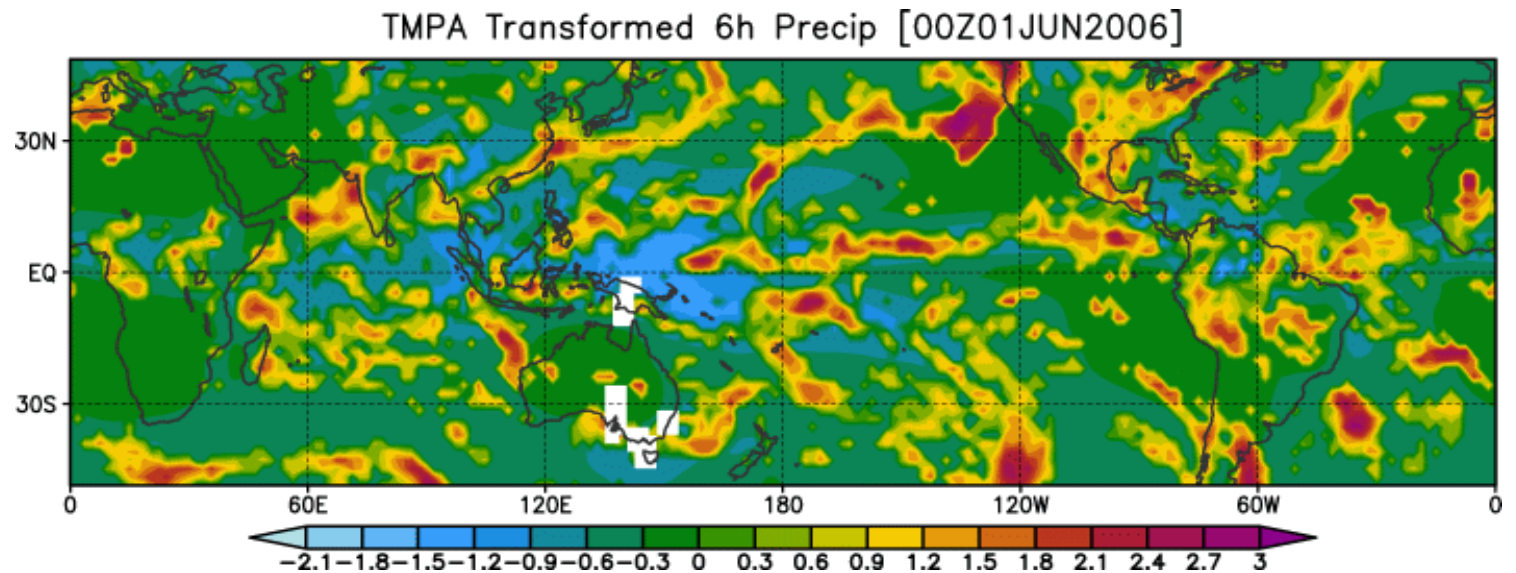 TMPA Transformed 6h Precip [00Z01JUN2006]
30N
EQ
30S
0 60E 120E 180 120W 60W 0
-2.1 -1.8 -1.5 -1.2 -0.9 -0.6 -0.3 0 0.3 0.6 0.9 1.2 1.5 1.8 2.1 2.4 2.7 3